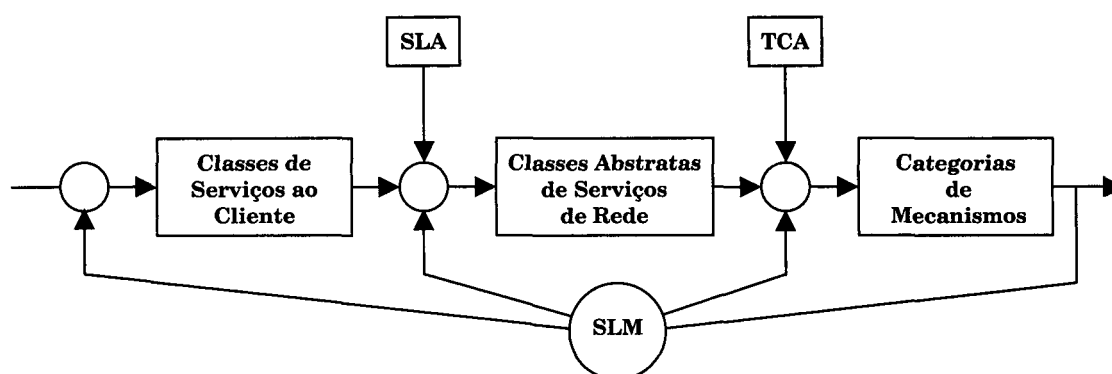 SLA
TCA
Classes de
Serviços ao
Cliente
Classes Abstratas
de Serviços
de Rede
Categorias
de
Mecanismos
SLM